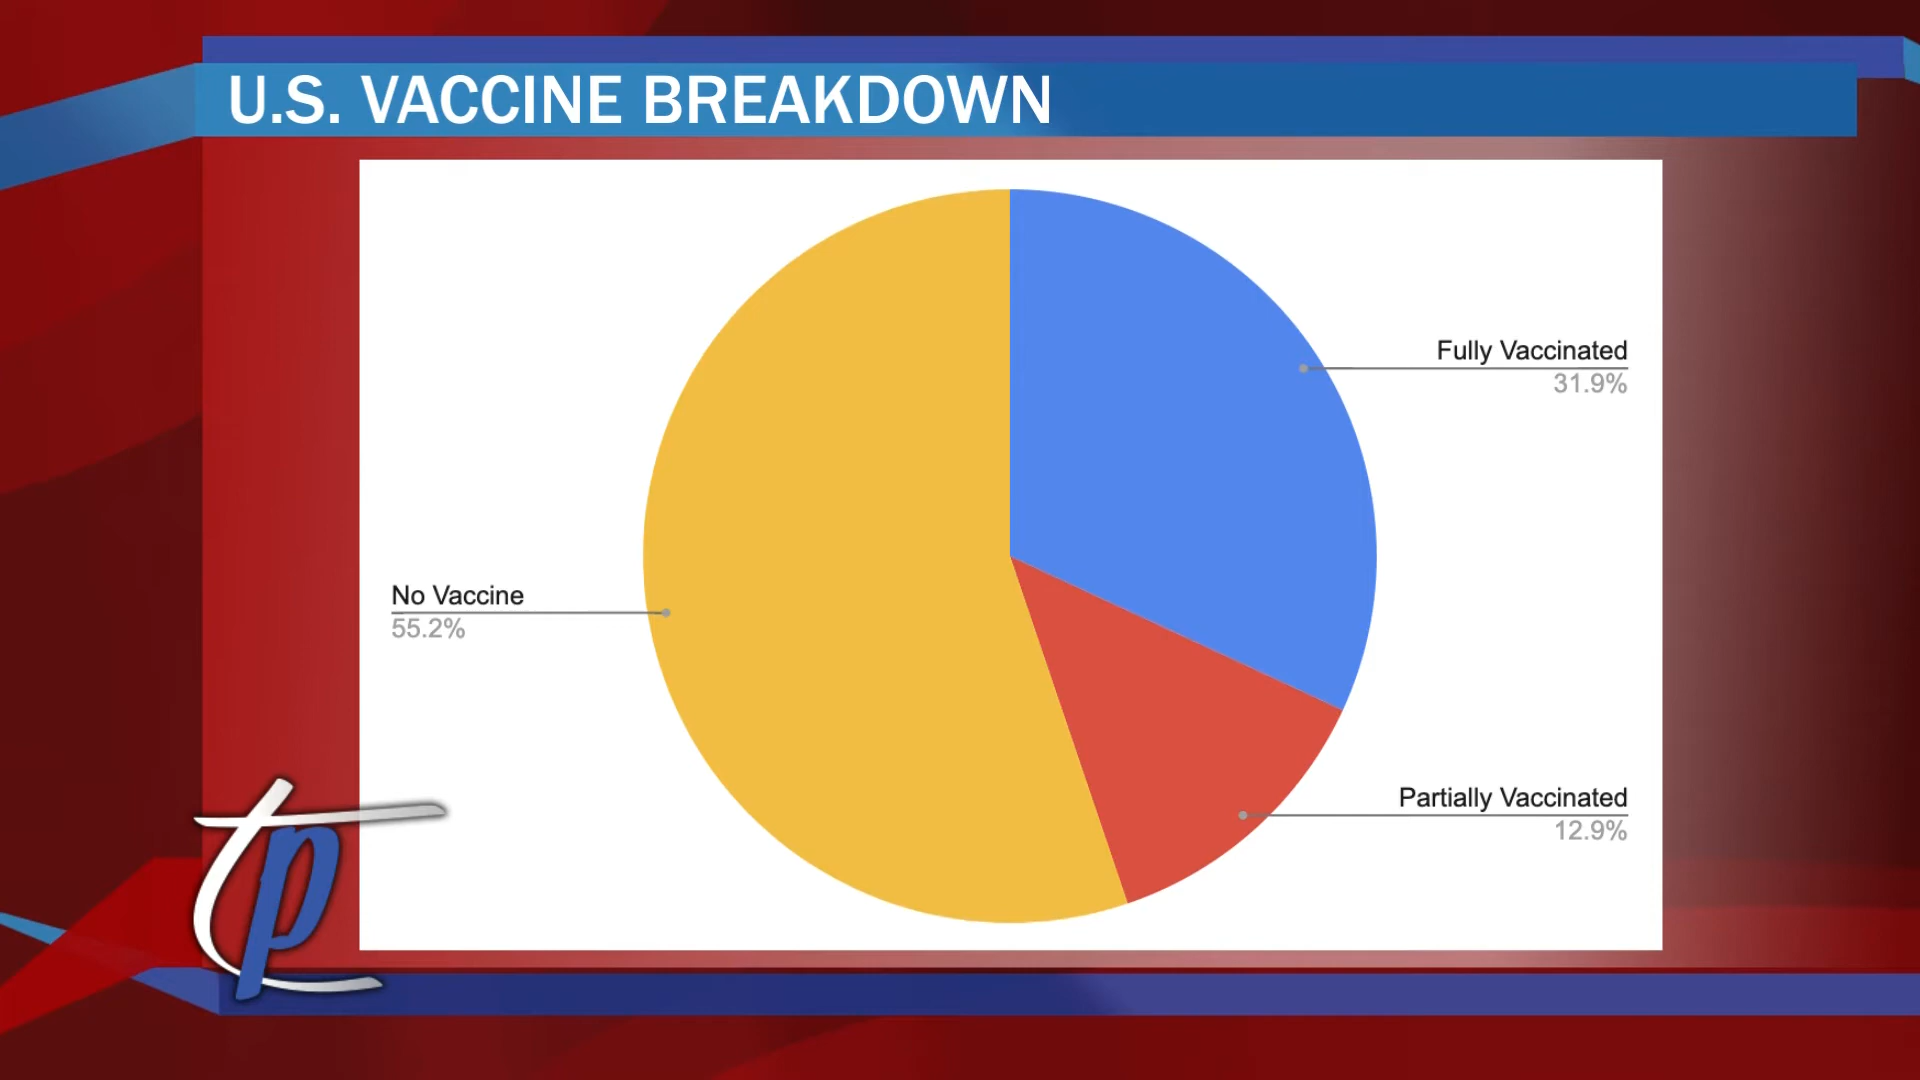 U.S. VACCINE BREAKDOWN
Fully Vaccinated
31.9%
No Vaccine
55.2%
Partially Vaccinated
12.9%
tp